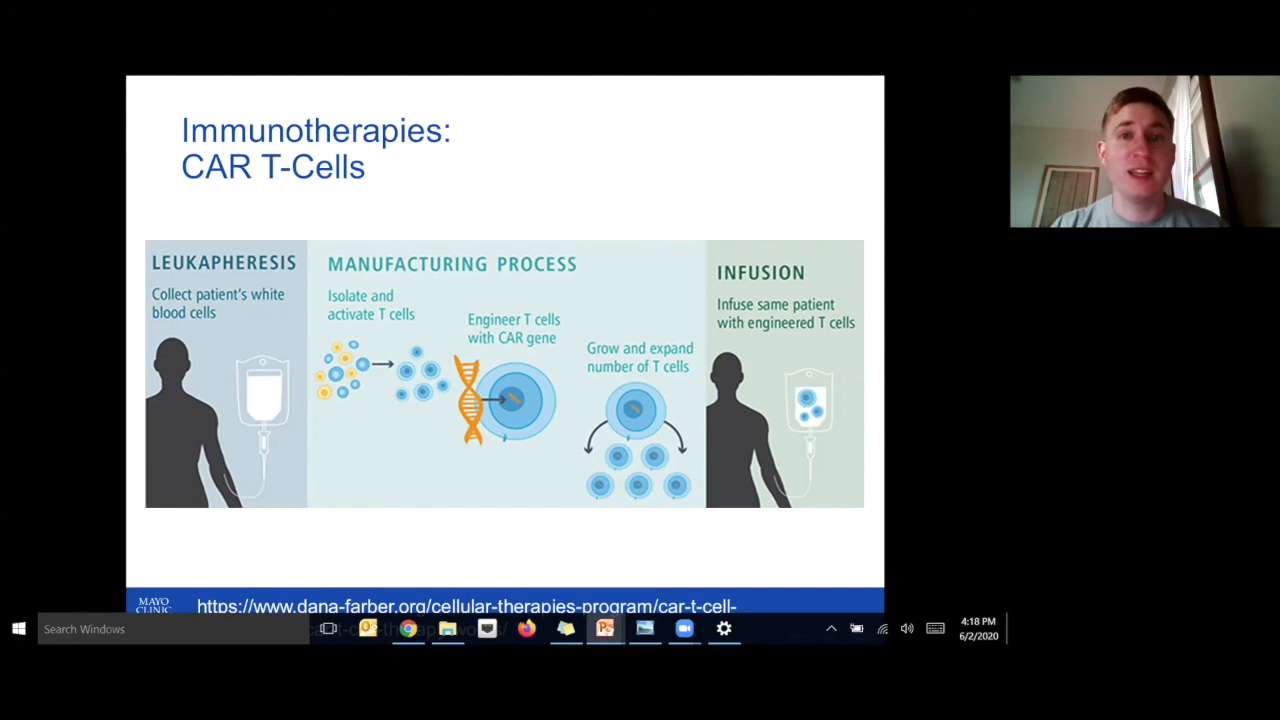 Immunotherapies:
CAR T-Cells
LEUKAPHERESIS
Collect patient's white
blood cells
MANUFACTURING PROCESS
Isolate and
activate T cells
Engineer T cells
with CAR gene
Grow and expand
number of T cells
INFUSION
Infuse same patient
with engineered T cells
MAYO
CLINIC
https://www.dana-farber.org/cellular-therapies-program/car-t-cell-
Search Windows
4:18 PM
6/2/2020